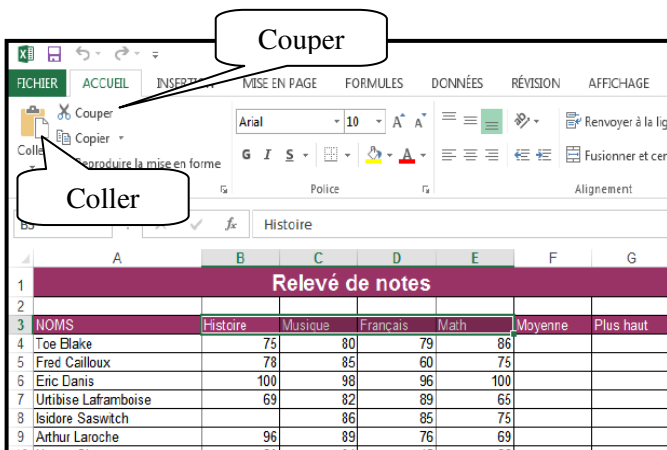 Couper
FICHIER ACCUEIL INSERTION MISE EN PAGE FORMULES DONNÉES RÉVISION AFFICHAGE
Couper
Copier
Reproduire la mise en forme
Coller
Arial 10 A A Renvoyer à la lig
G I S A Fusionner et cer
Police Alignement
fx Histoire
A B C D E F G
1 Relevé de notes
2
3 NOMS Histoire Musique Français Math Moyenne Plus haut
4 Toe Blake 75 80 79 86
5 Fred Cailloux 78 85 60 75
6 Eric Danis 100 98 96 100
7 Urtibise Laframboise 69 82 89 65
8 Isidore Saswitch 86 85 75
9 Arthur Laroche 96 89 76 69